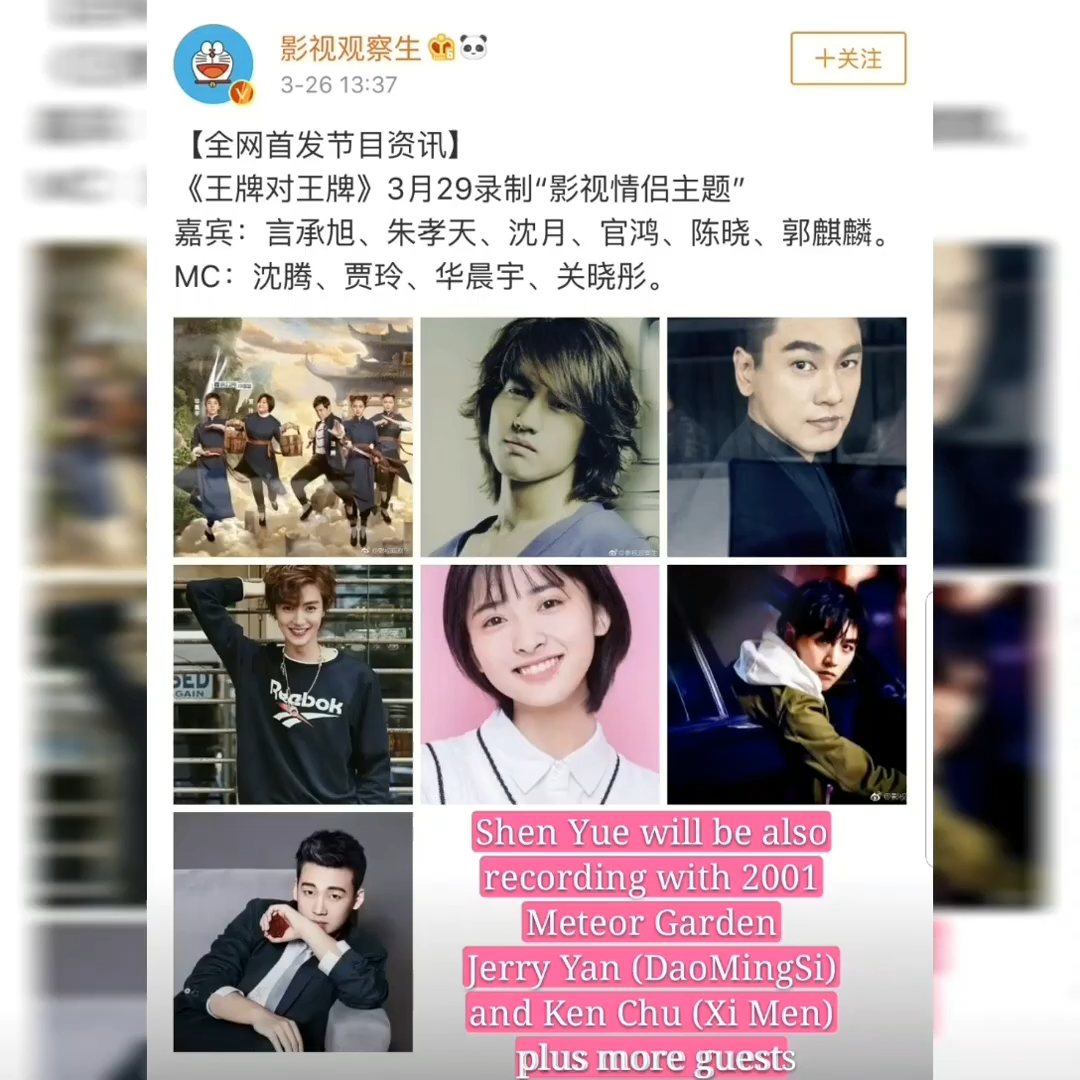 影视观察生
3-26 13:37
十关注
【全网首发节目资讯】
《王牌对王牌》3月29录制“影视情侣主题”
嘉宾：言承旭、朱孝天、沈月、官鸿、陈晓、郭麒麟。
MC：沈腾、贾玲、华晨宇、关晓彤。
Reebok
SED
GAIN
Shen Yue will be also
recording with 2001
Meteor Garden
Jerry Yan (DaoMingSi)
and Ken Chu (Xi Men)
plus more guests